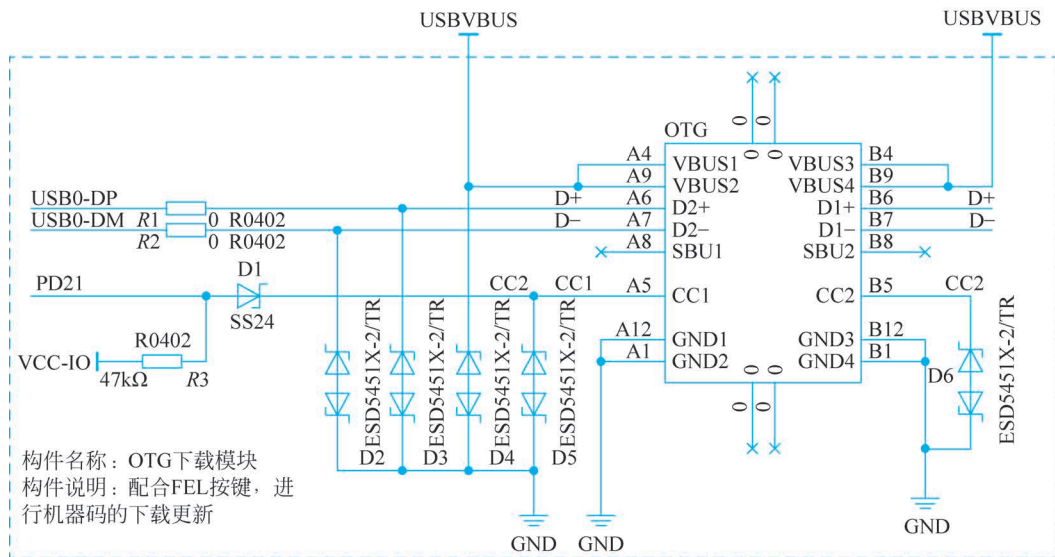 USBVBUS
USBVBUS
OTG
0 0
0 0
A4 VBUS1 VBUS3 B4
A9 VBUS2 VBUS4 B9
USB0-DP D+ A6 D2+ D1+ B6 D+
USB0-DM R1 0 R0402 D− A7 D2− D1− B7 D−
R2 0 R0402 A8 SBU1 SBU2 B8
D1
PD21 CC2 CC1 A5 CC1 CC2 B5 CC2
SS24
R0402
VCC-IO 47kΩ R3
A12 GND1 GND3 B12
A1 GND2 GND4 B1
ESD5451X-2/TR
ESD5451X-2/TR
ESD5451X-2/TR
ESD5451X-2/TR
ESD5451X-2/TR
D6
0 0
0 0
D2 D3 D4 D5
构件名称：OTG下载模块
构件说明：配合FEL按键，进
行机器码的下载更新
GND GND GND